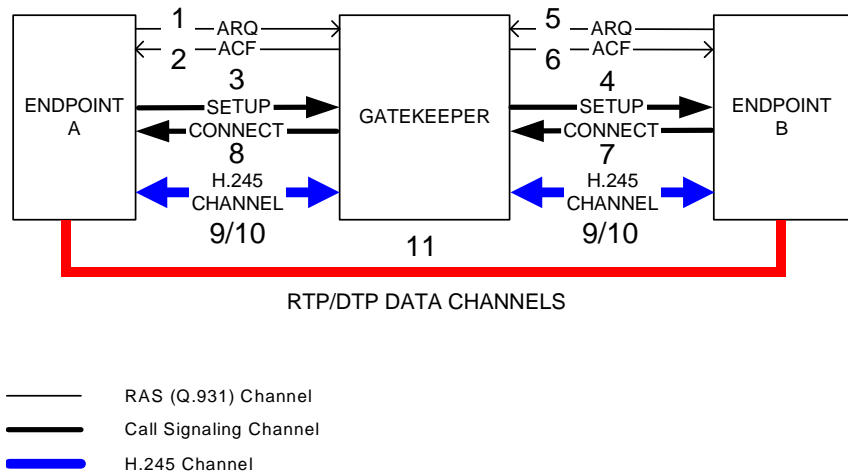 1 ARQ
2 ACF
5 ARQ
6 ACF
3
SETUP
4
SETUP
ENDPOINT
A
GATEKEEPER
ENDPOINT
B
CONNECT
8
CONNECT
7
H.245
CHANNEL
9/10
H.245
CHANNEL
9/10
11
RTP/DTP DATA CHANNELS
RAS (Q.931) Channel
Call Signaling Channel
H.245 Channel